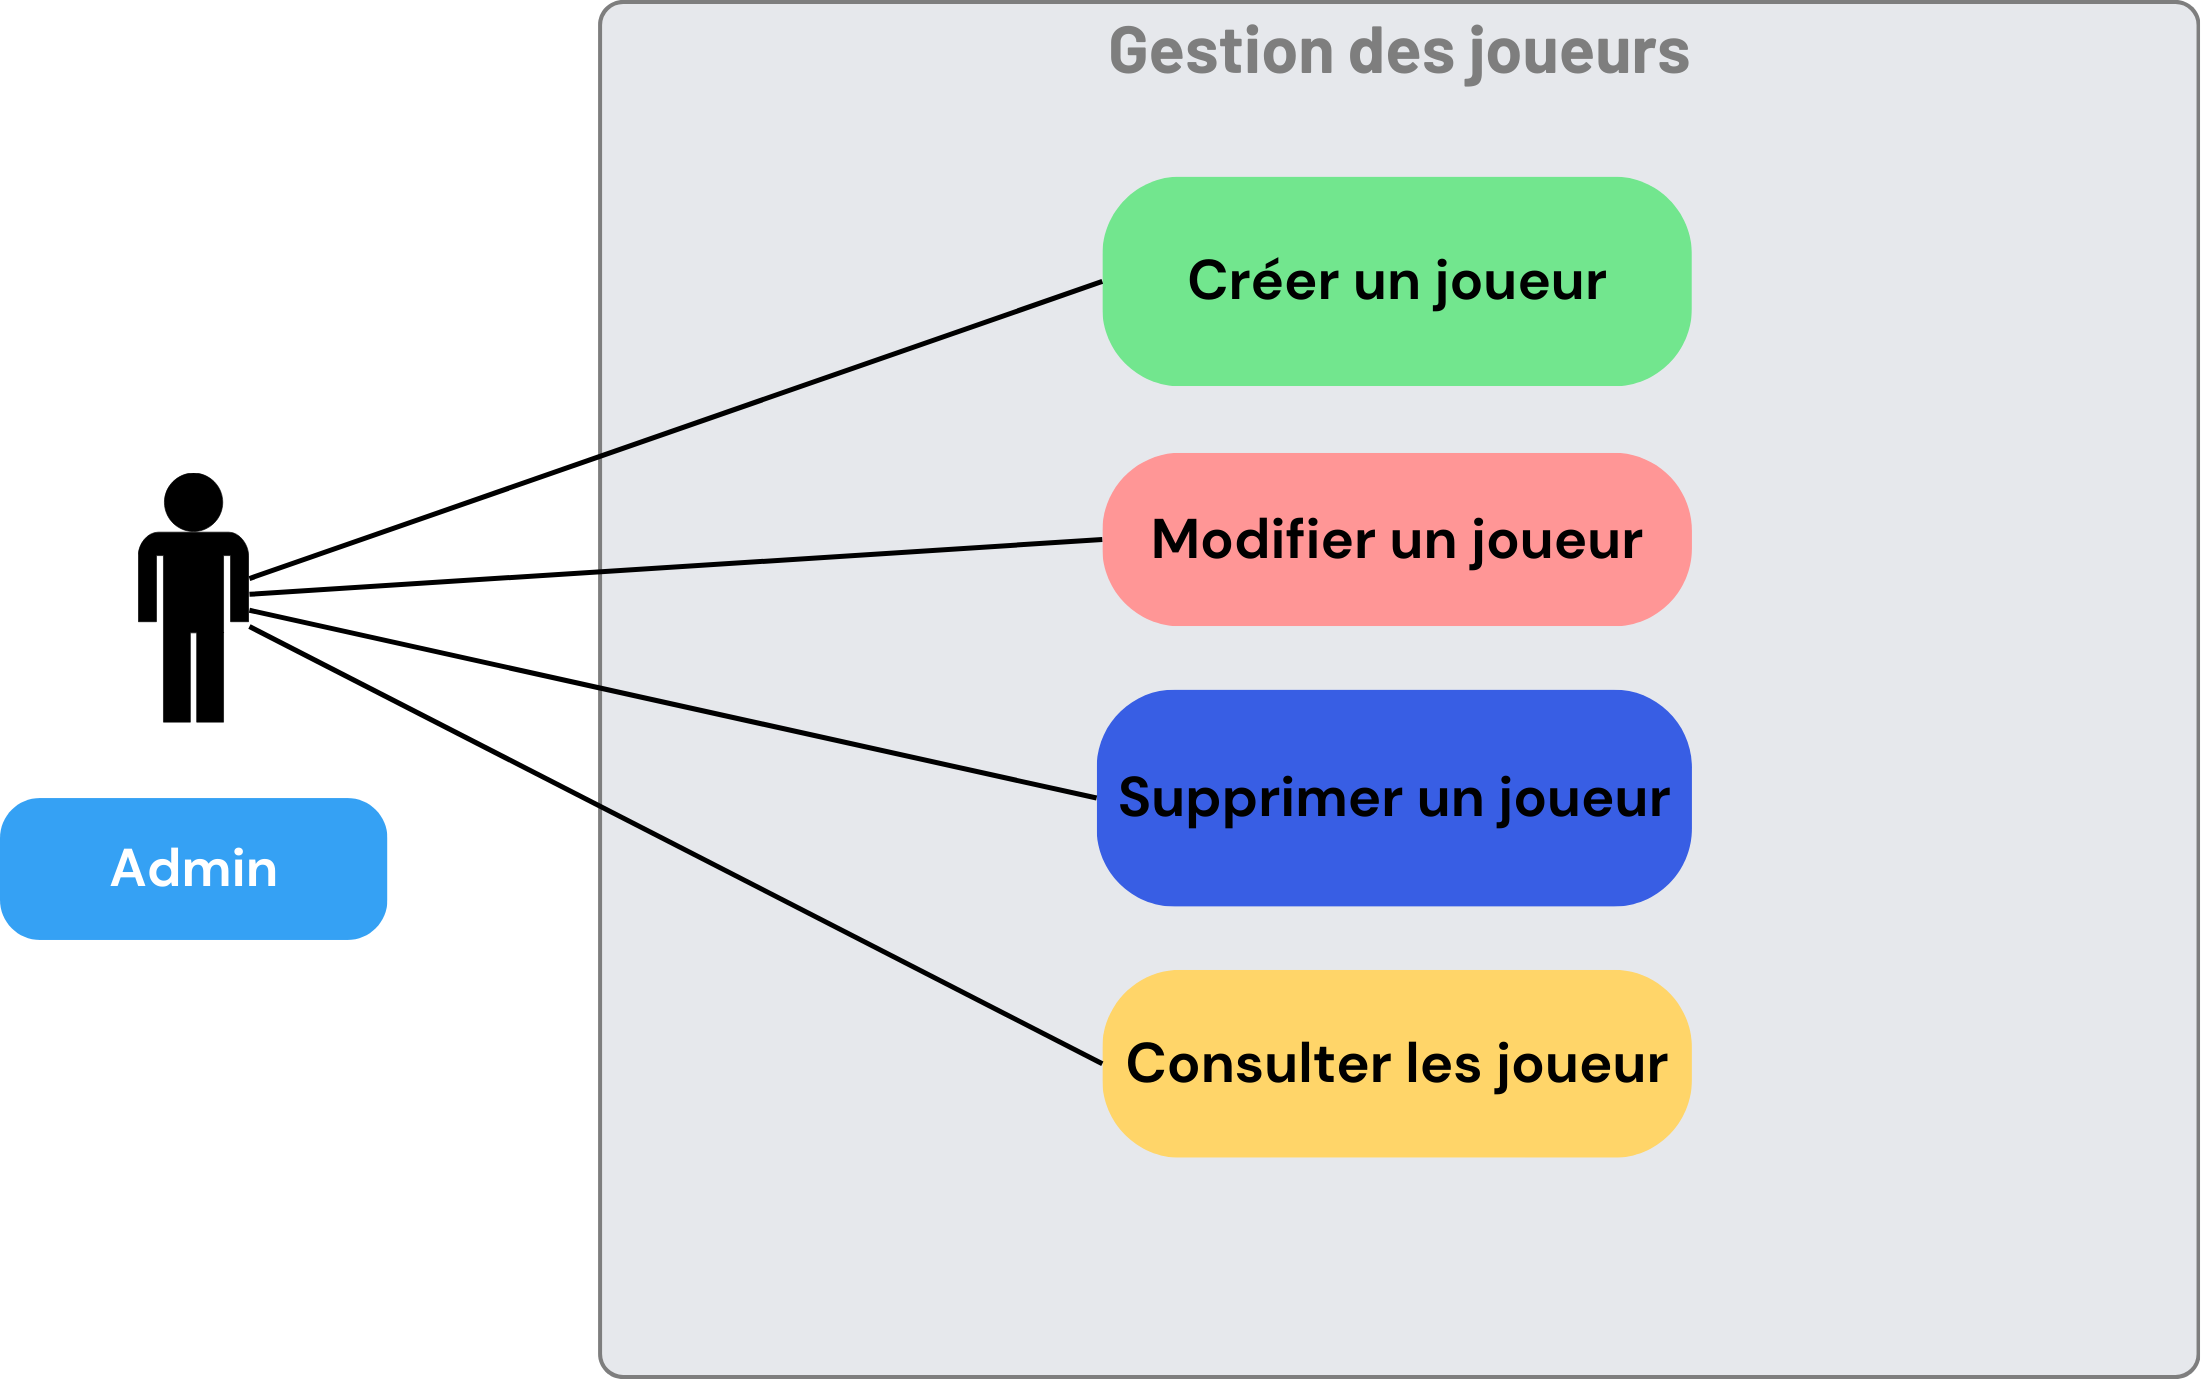 Gestion des joueurs
Créer un joueur
Modifier un joueur
Supprimer un joueur
Admin
Consulter les joueur